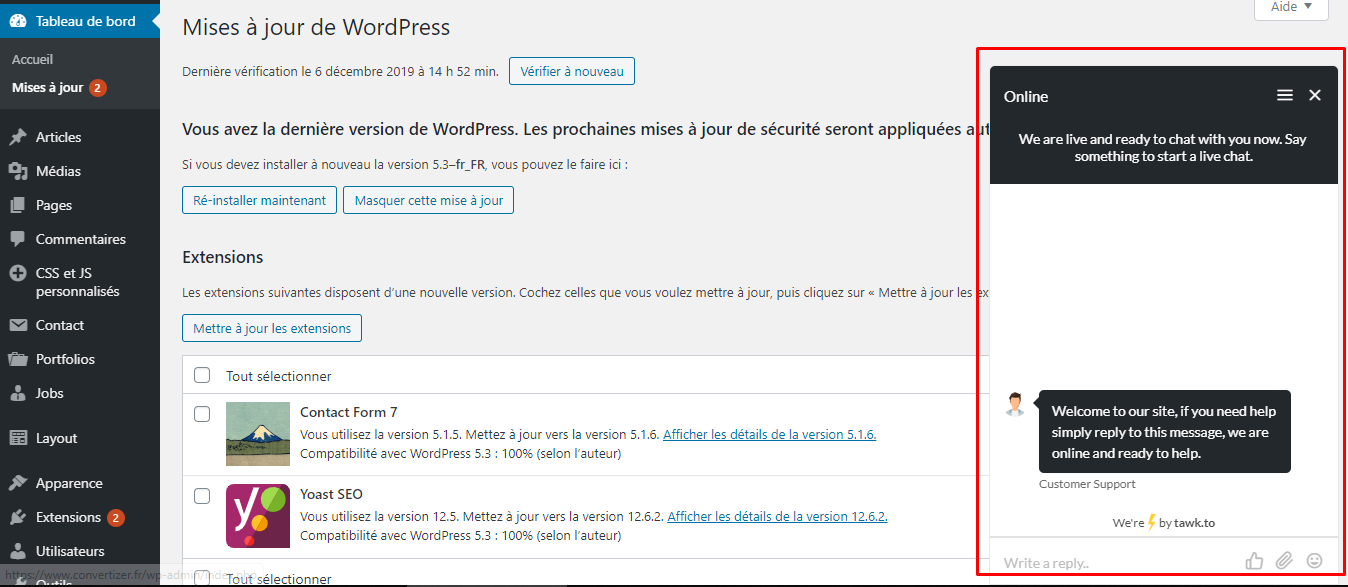 Tableau de bord
Accueil
Mises à jour 2
Articles
Médias
Pages
Commentaires
CSS et JS
personnalisés
Contact
Portfolios
Jobs
Layout
Apparence
Extensions 2
Utilisateurs
Outils
https://www.convertizer.fr/wp-admin/index.php
Aide
Mises à jour de WordPress
Dernière vérification le 6 décembre 2019 à 14 h 52 min.
Vérifier à nouveau
Vous avez la dernière version de WordPress. Les prochaines mises à jour de sécurité seront appliquées aut
Si vous devez installer à nouveau la version 5.3–fr_FR, vous pouvez le faire ici :
Ré-installer maintenant
Masquer cette mise à jour
Extensions
Les extensions suivantes disposent d’une nouvelle version. Cochez celles que vous voulez mettre à jour, puis cliquez sur « Mettre à jour les ex
Mettre à jour les extensions
Tout sélectionner
Contact Form 7
Vous utilisez la version 5.1.5. Mettez à jour vers la version 5.1.6. Afficher les détails de la version 5.1.6.
Compatibilité avec WordPress 5.3 : 100% (selon l’auteur)
Yoast SEO
Vous utilisez la version 12.5. Mettez à jour vers la version 12.6.2. Afficher les détails de la version 12.6.2.
Compatibilité avec WordPress 5.3 : 100% (selon l’auteur)
Tout sélectionner
Online
We are live and ready to chat with you now. Say
something to start a live chat.
Welcome to our site, if you need help
simply reply to this message, we are
online and ready to help.
Customer Support
We're by tawk.to
Write a reply..